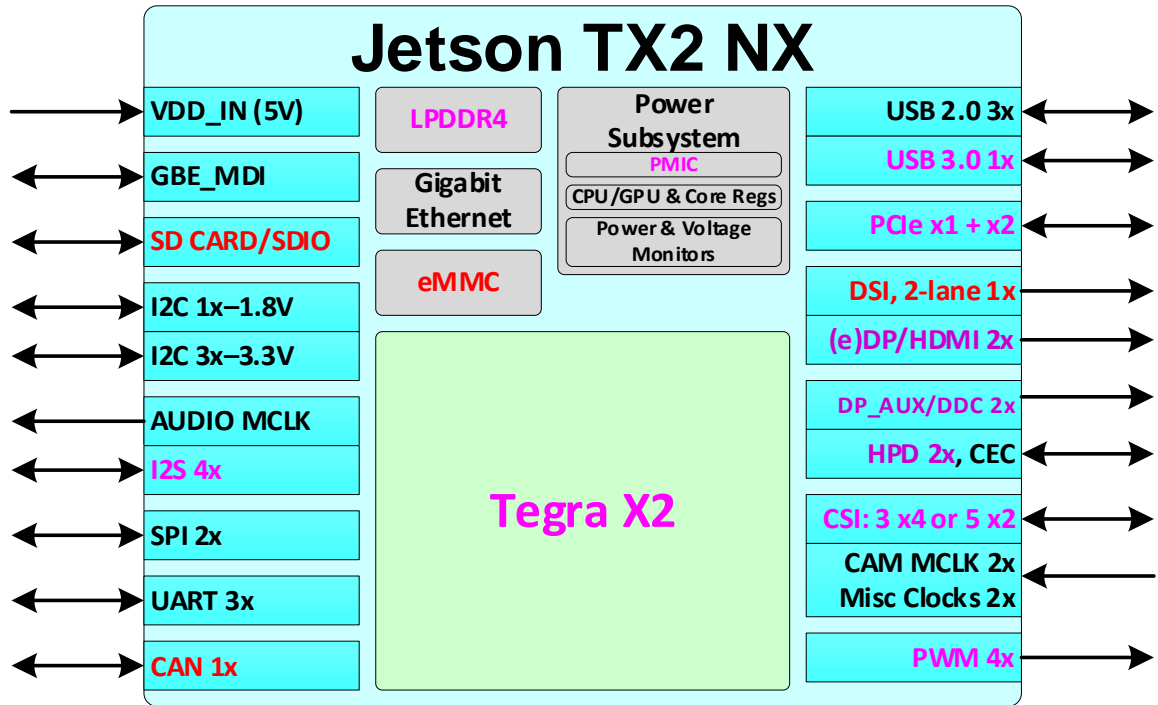 Jetson TX2 NX
VDD_IN (5V)
GBE_MDI
SD CARD/SDIO
I2C 1x–1.8V
I2C 3x–3.3V
AUDIO MCLK
I2S 4x
SPI 2x
UART 3x
CAN 1x
LPDDR4
Gigabit
Ethernet
eMMC
Power
Subsystem
PMIC
CPU/GPU & Core Regs
Power & Voltage
Monitors
Tegra X2
USB 2.0 3x
USB 3.0 1x
PCIe x1 + x2
DSI, 2-lane 1x
(e)DP/HDMI 2x
DP_AUX/DDC 2x
HPD 2x, CEC
CSI: 3 x4 or 5 x2
CAM MCLK 2x
Misc Clocks 2x
PWM 4x